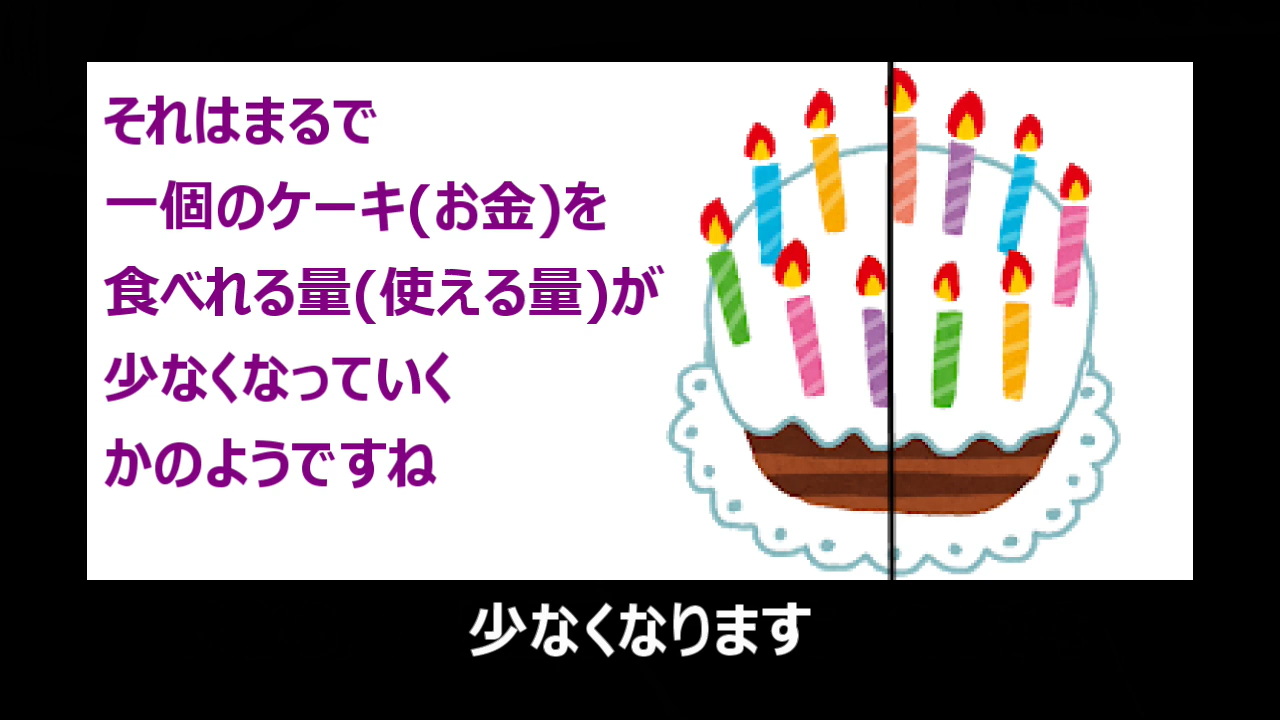 それはまるで
一個のケーキ(お金)を
食べれる量(使える量)が
少なくなっていく
かのようですね
少なくなります